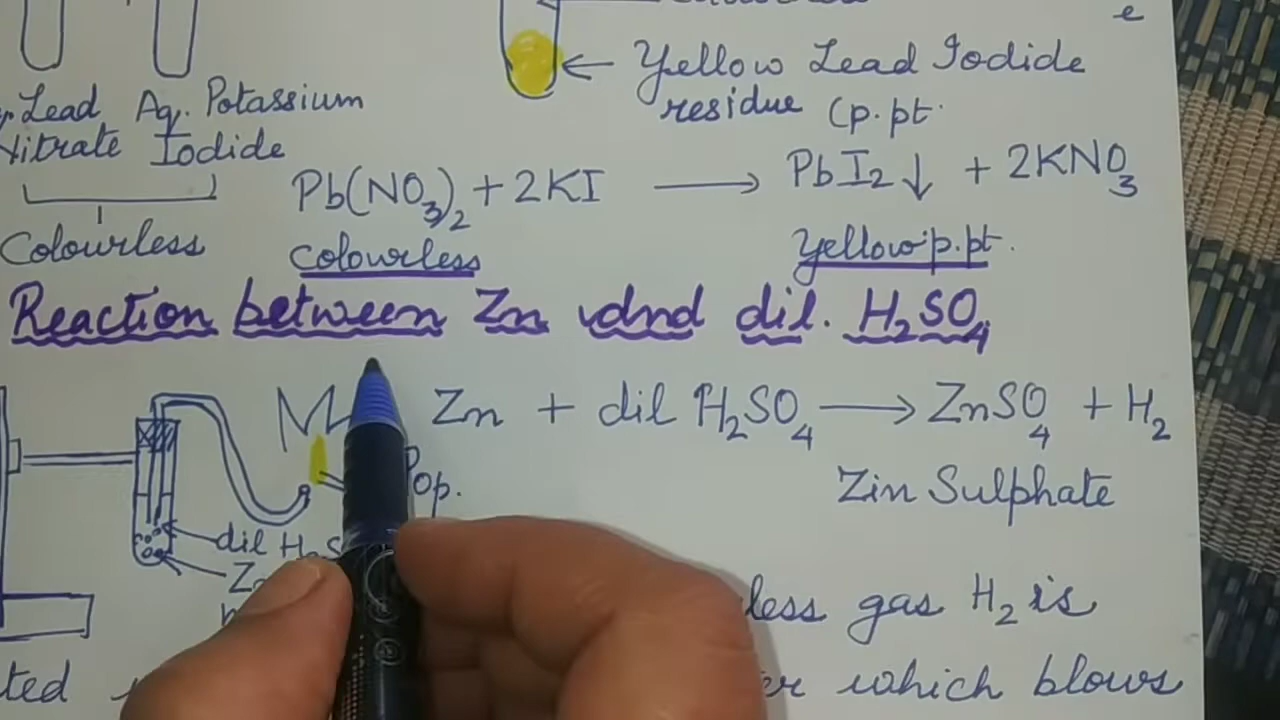 e
Yellow Lead Iodide
residue (p.pt.
Lead Aq. Potassium
Nitrate Iodide
Pb(NO₃)₂ + 2KI ⟶ PbI₂ ↓ + 2KNO₃
Colourless colourless Yellow p.pt.
Reaction between Zn and dil. H₂SO₄
Zn + dil H₂SO₄ ⟶ ZnSO₄ + H₂
Pop. Zin Sulphate
dil H₂S
less gas H₂ is
which blows